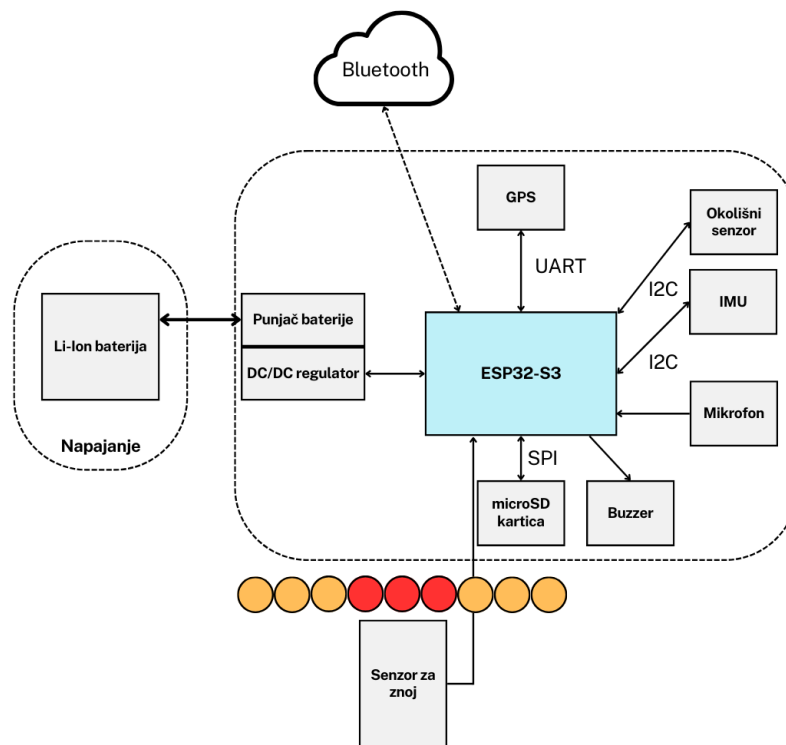 Bluetooth
GPS
Okolišni
senzor
UART
I2C
IMU
Punjač baterije
Li-Ion baterija
DC/DC regulator
ESP32-S3
I2C
Mikrofon
Napajanje
SPI
microSD
kartica
Buzzer
Senzor za
znoj